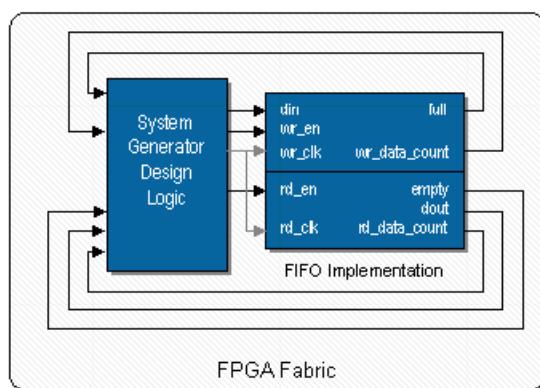 System
Generator
Design
Logic
din full
wr_en
wr_clk wr_data_count
rd_en empty
dout
rd_clk rd_data_count
FIFO Implementation
FPGA Fabric